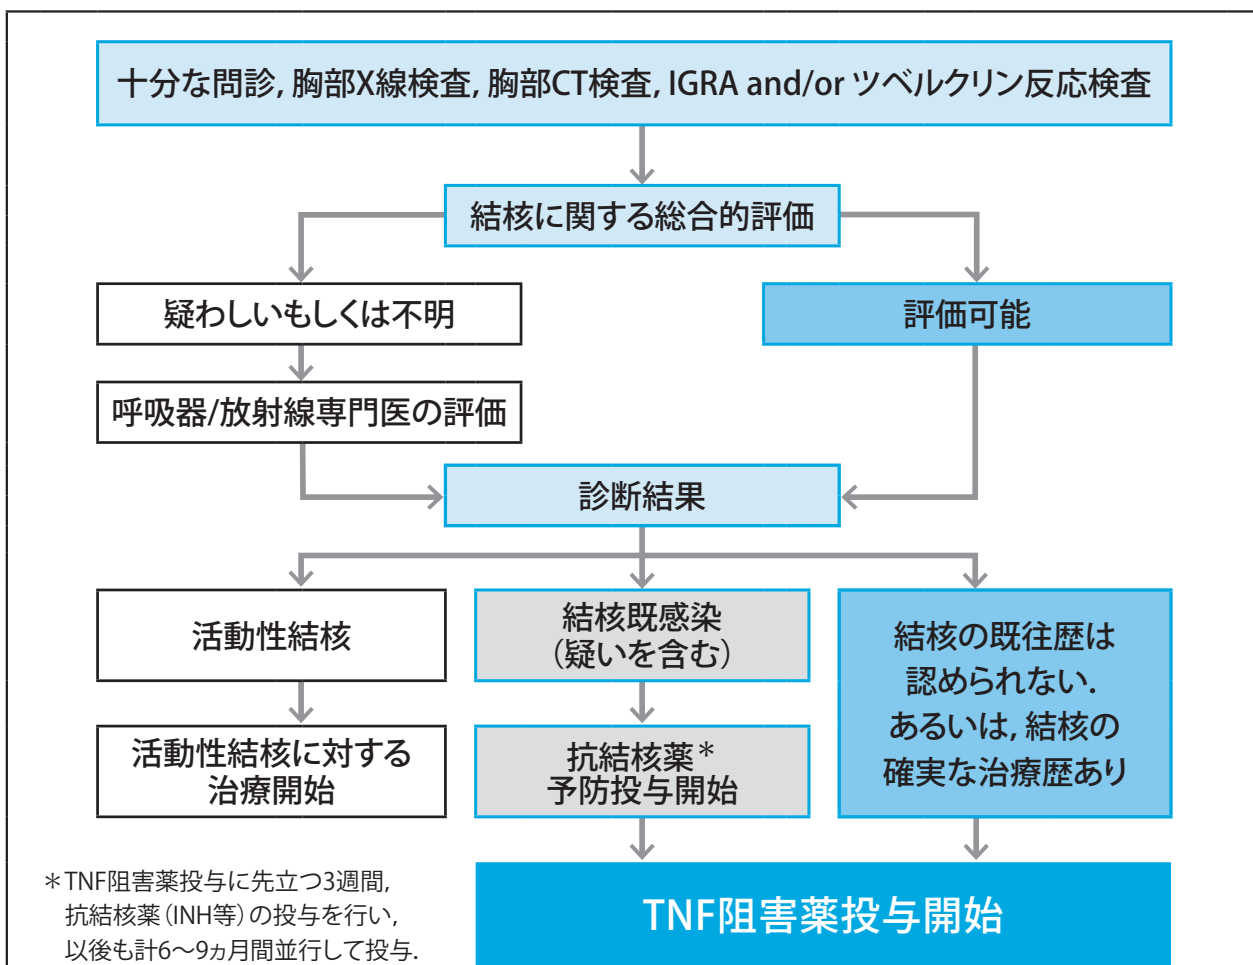 十分な問診, 胸部X線検査, 胸部CT検査, IGRA and/or ツベルクリン反応検査
結核に関する総合的評価
疑わしいもしくは不明
評価可能
呼吸器/放射線専門医の評価
診断結果
活動性結核
結核既感染
(疑いを含む)
結核の既往歴は
認められない.
あるいは, 結核の
確実な治療歴あり
活動性結核に対する
治療開始
抗結核薬*
予防投与開始
*TNF阻害薬投与に先立つ3週間,
抗結核薬(INH等)の投与を行い,
以後も計6〜9ヵ月間並行して投与.
TNF阻害薬投与開始